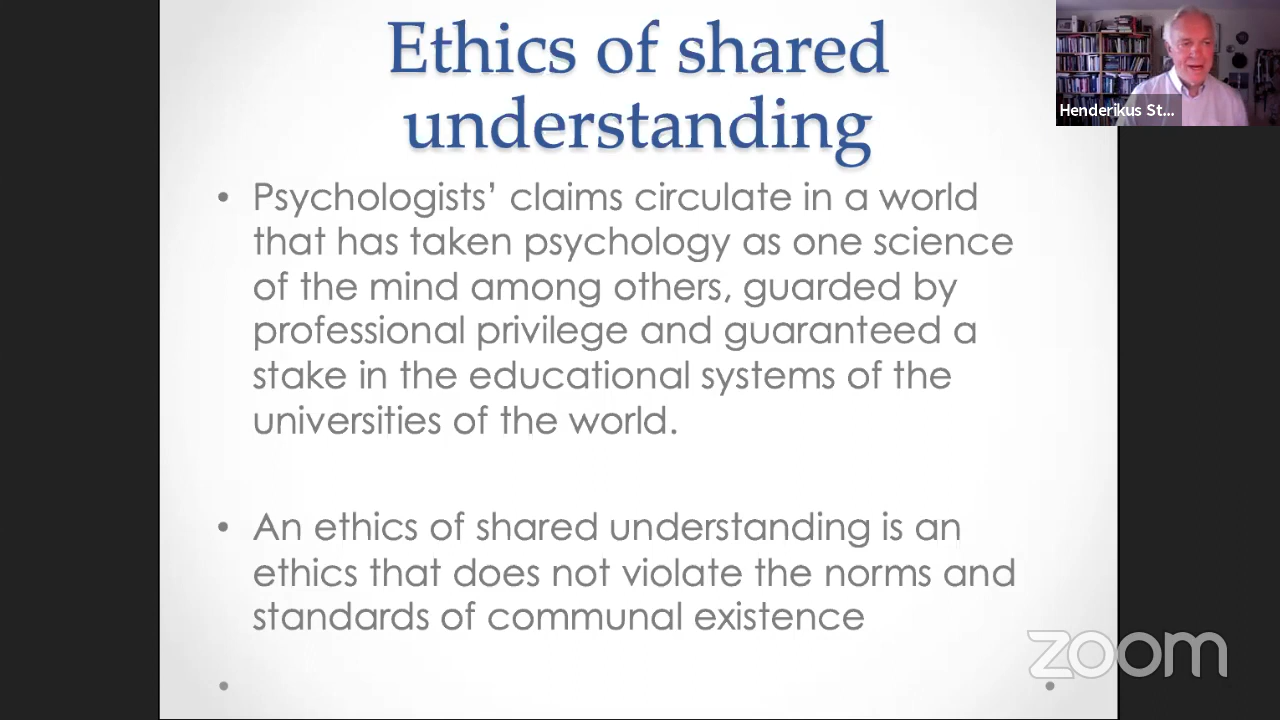 Ethics of shared
understanding
Henderikus St...
• Psychologists’ claims circulate in a world
that has taken psychology as one science
of the mind among others, guarded by
professional privilege and guaranteed a
stake in the educational systems of the
universities of the world.
• An ethics of shared understanding is an
ethics that does not violate the norms and
standards of communal existence
zoom